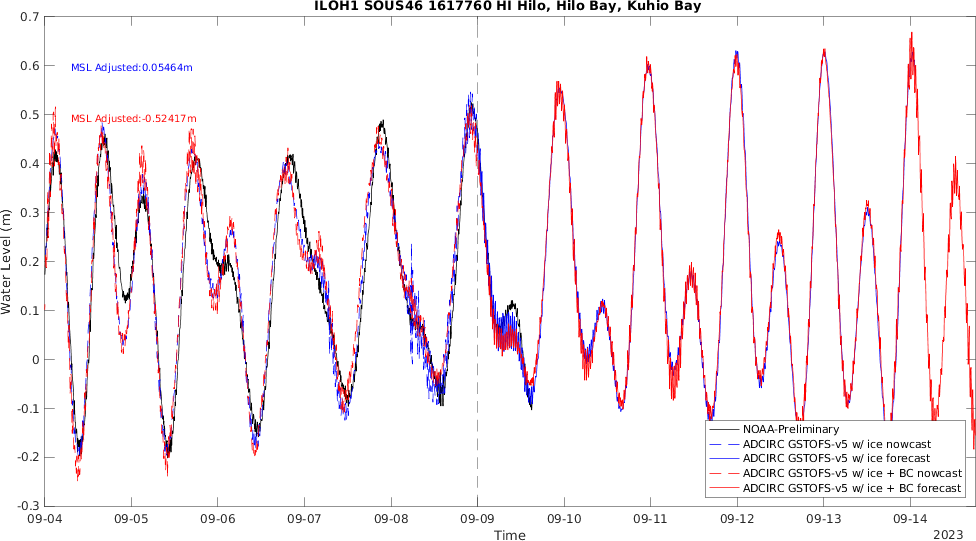 ILOH1 SOUS46 1617760 HI Hilo, Hilo Bay, Kuhio Bay
0.7
0.6
0.5
0.4
0.3
0.2
0.1
0
-0.1
-0.2
-0.3
Water Level (m)
MSL Adjusted:0.05464m
MSL Adjusted:-0.52417m
NOAA-Preliminary
ADCIRC GSTOFS-v5 w/ ice nowcast
ADCIRC GSTOFS-v5 w/ ice forecast
ADCIRC GSTOFS-v5 w/ ice + BC nowcast
ADCIRC GSTOFS-v5 w/ ice + BC forecast
09-04 09-05 09-06 09-07 09-08 09-09 09-10 09-11 09-12 09-13 09-14
Time
2023